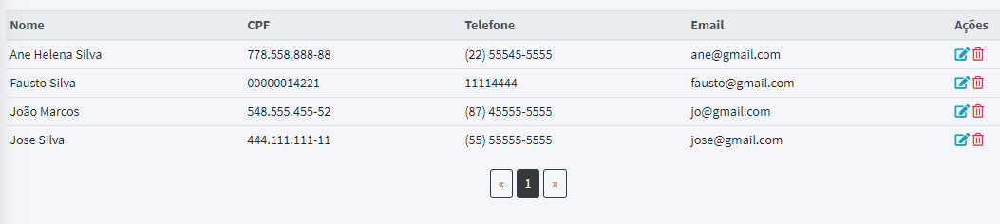 Nome CPF Telefone Email Ações
Ane Helena Silva 778.558.888-88 (22) 55545-5555 ane@gmail.com
Fausto Silva 00000014221 11114444 fausto@gmail.com
João Marcos 548.555.455-52 (87) 45555-5555 jo@gmail.com
Jose Silva 444.111.111-11 (55) 55555-5555 jose@gmail.com
« 1 »